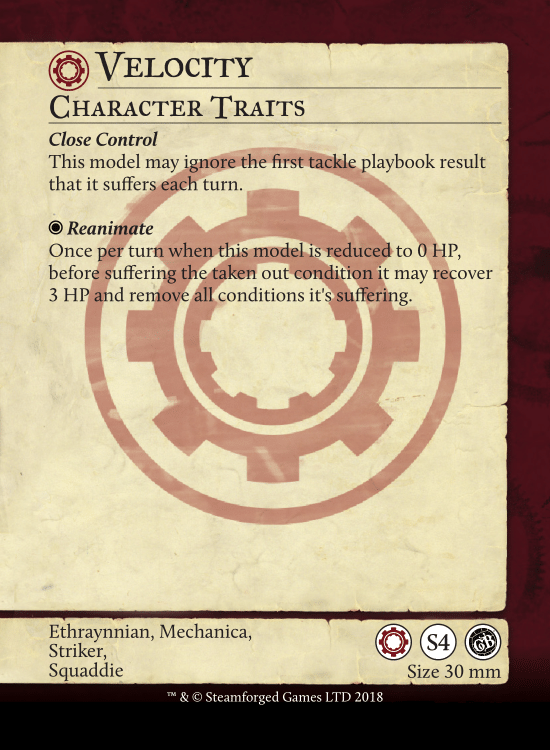 Velocity
Character Traits
Close Control
This model may ignore the first tackle playbook result
that it suffers each turn.
Reanimate
Once per turn when this model is reduced to 0 HP,
before suffering the taken out condition it may recover
3 HP and remove all conditions it's suffering.
Ethraynnian, Mechanica,
Striker,
Squaddie
S4
GB
Size 30 mm
™ & © Steamforged Games LTD 2018